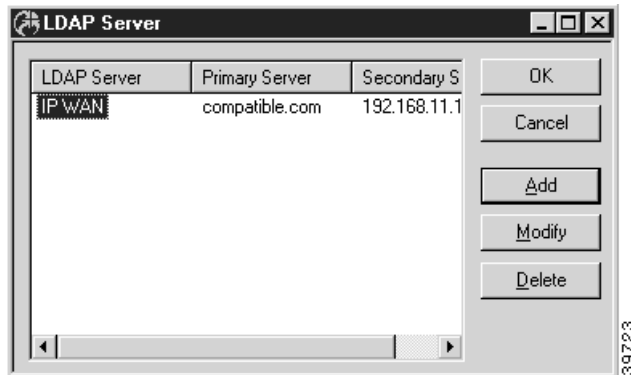 LDAP Server
LDAP Server Primary Server Secondary S
IP WAN compatible.com 192.168.11.1
OK
Cancel
Add
Modify
Delete
39723